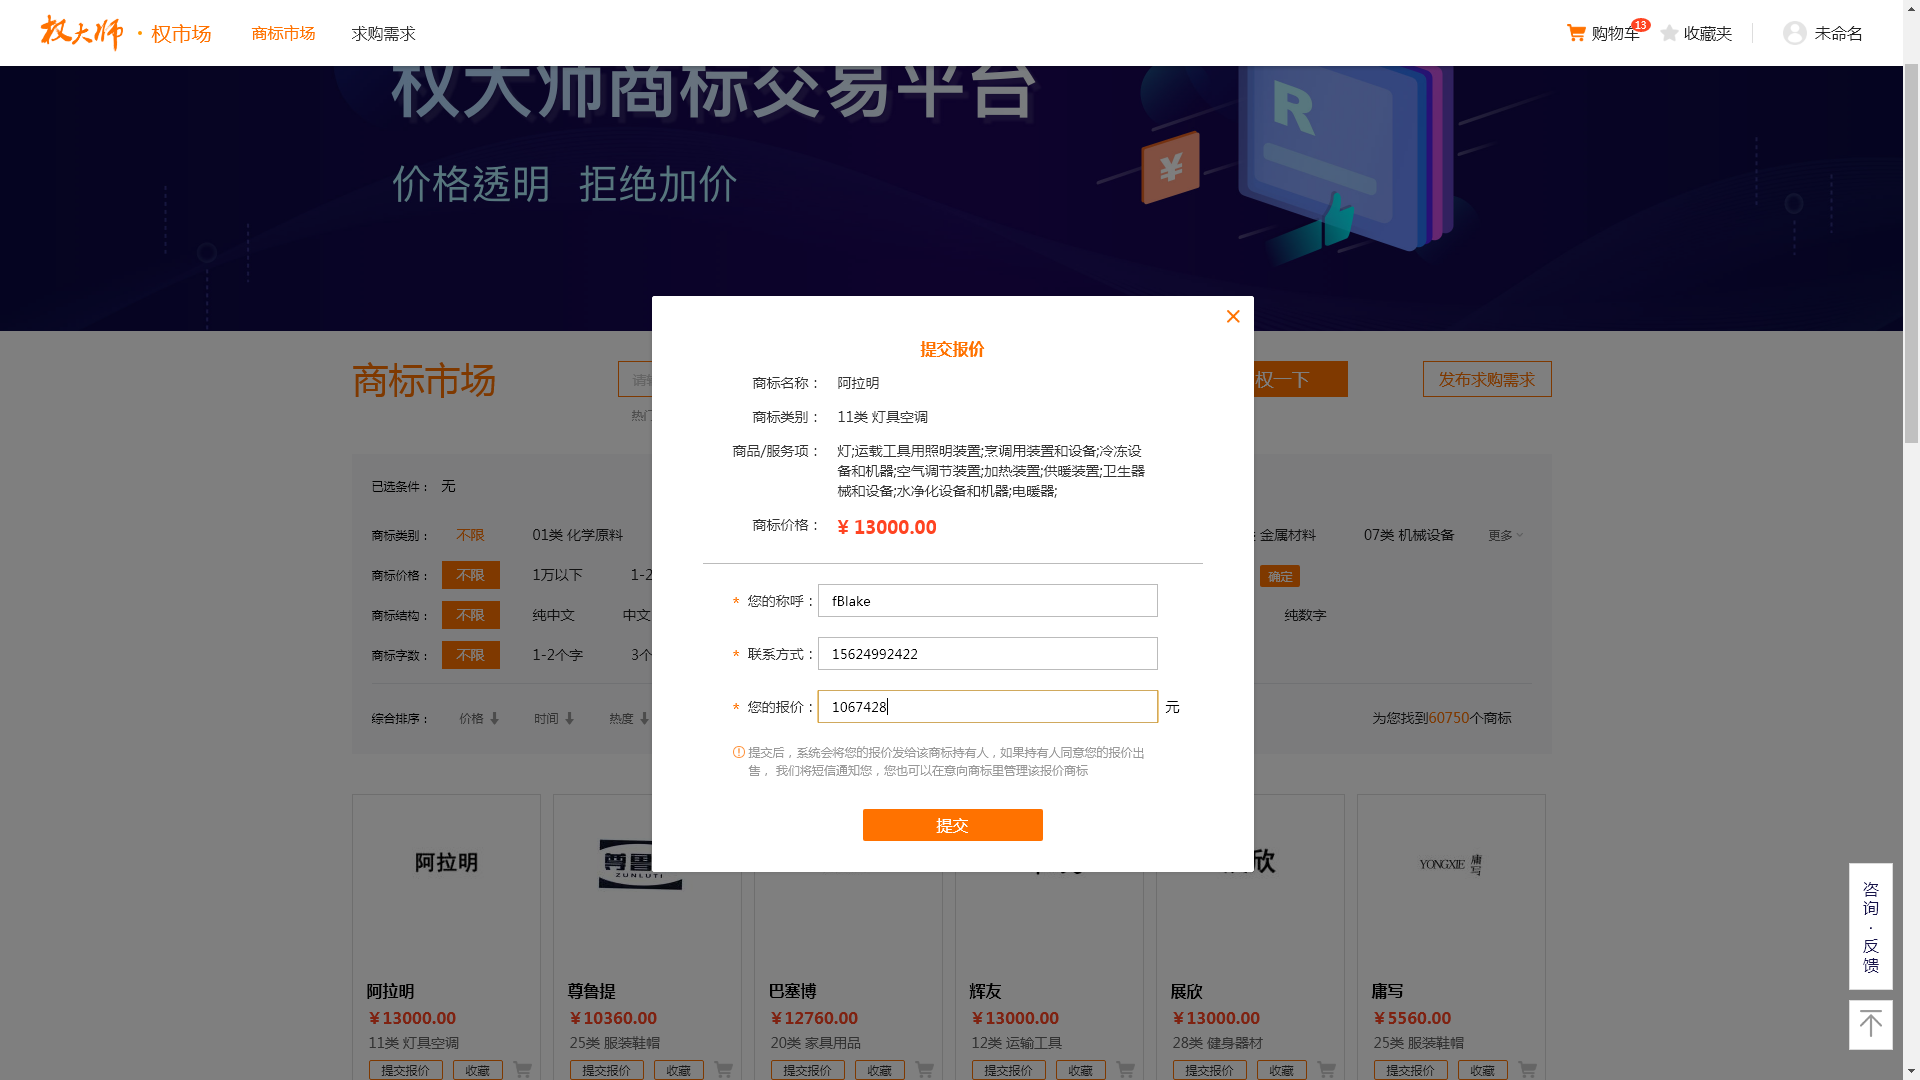 权大师 · 权市场 商标市场 求购需求 购物车 13 收藏夹 未命名
权大师商标交易平台
R
¥
价格透明 拒绝加价
×
提交报价
商标名称： 阿拉明
商标类别： 11类 灯具空调
商品/服务项： 灯;运载工具用照明装置;烹调用装置和设备;冷冻设
备和机器;空气调节装置;加热装置;供暖装置;卫生器
械和设备;水净化设备和机器;电暖器;
商标价格： ¥ 13000.00
* 您的称呼： fBlake
* 联系方式： 15624992422
* 您的报价： 1067428 元
提交后，系统会将您的报价发给该商标持有人，如果持有人同意您的报价出
售， 我们将短信通知您，您也可以在意向商标里管理该报价商标
提交
商标市场 权一下 发布求购需求
热门
已选条件： 无
商标类别： 不限 01类 化学原料 金属材料 07类 机械设备 更多
商标价格： 不限 1万以下 1-2 确定
商标结构： 不限 纯中文 中文 纯数字
商标字数： 不限 1-2个字 3个
综合排序： 价格 时间 热度 为您找到60750个商标
阿拉明 尊鲁 ZUNLUTI 欣 YONGXIE 庸写
阿拉明 尊鲁提 巴塞博 辉友 展欣 庸写
¥13000.00 ¥10360.00 ¥12760.00 ¥13000.00 ¥13000.00 ¥5560.00
11类 灯具空调 25类 服装鞋帽 20类 家具用品 12类 运输工具 28类 健身器材 25类 服装鞋帽
提交报价 收藏 提交报价 收藏 提交报价 收藏 提交报价 收藏 提交报价 收藏 提交报价 收藏
咨询·反馈